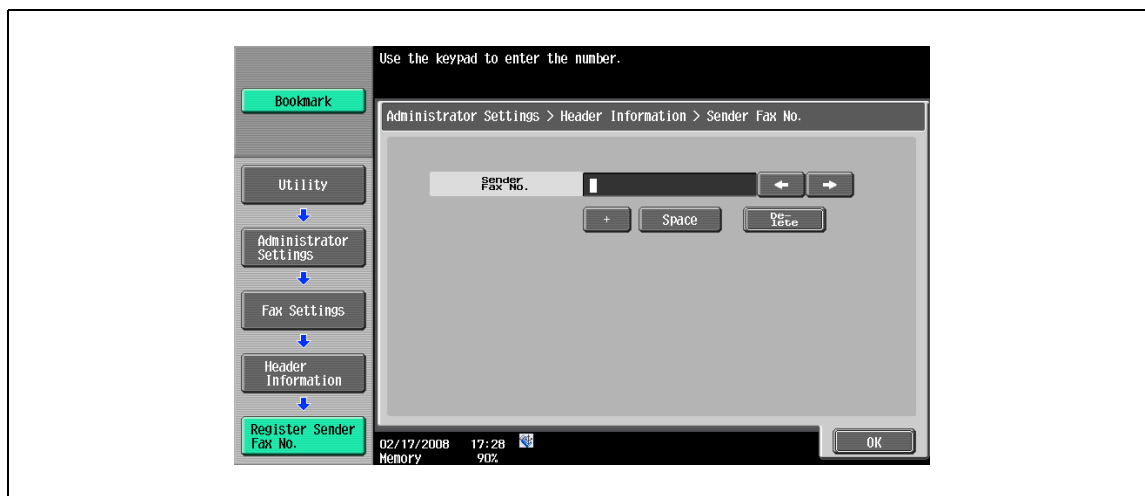 Use the keypad to enter the number.
Bookmark
Administrator Settings > Header Information > Sender Fax No.
Utility
Sender
Fax No.
+
Space
De-
lete
Administrator
Settings
Fax Settings
Header
Information
Register Sender
Fax No.
02/17/2008 17:28
Memory 90%
OK